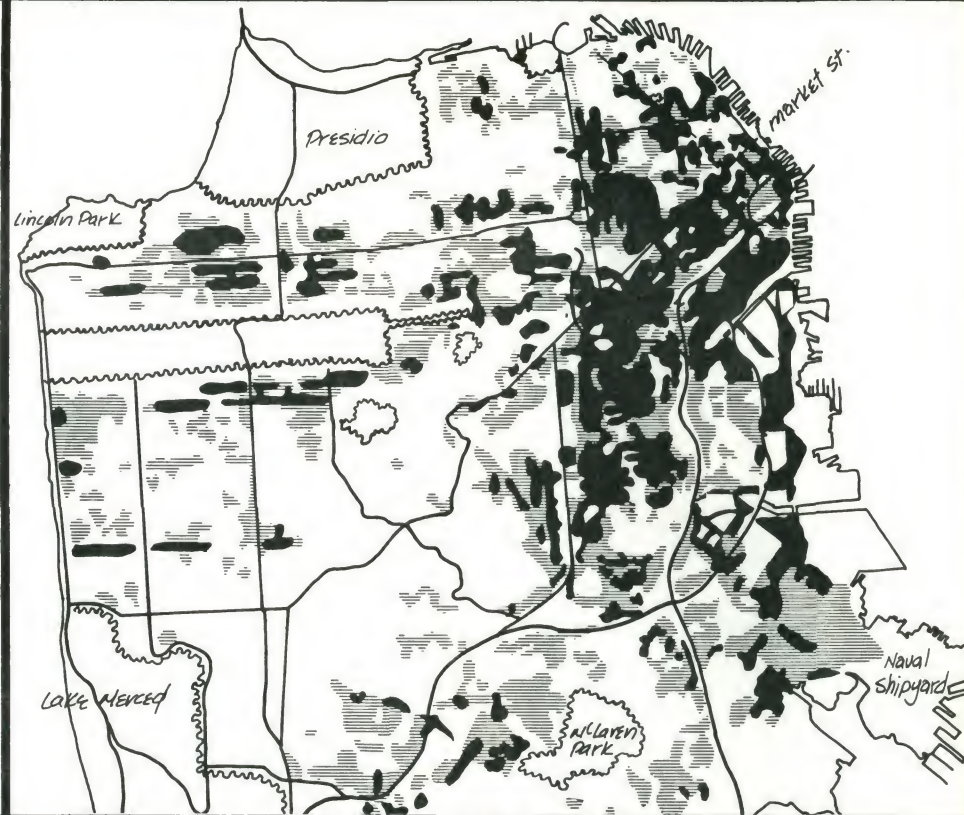 market St.
Presidio
Lincoln Park
Lake Merced
McLaren
Park
Naval
Shipyard